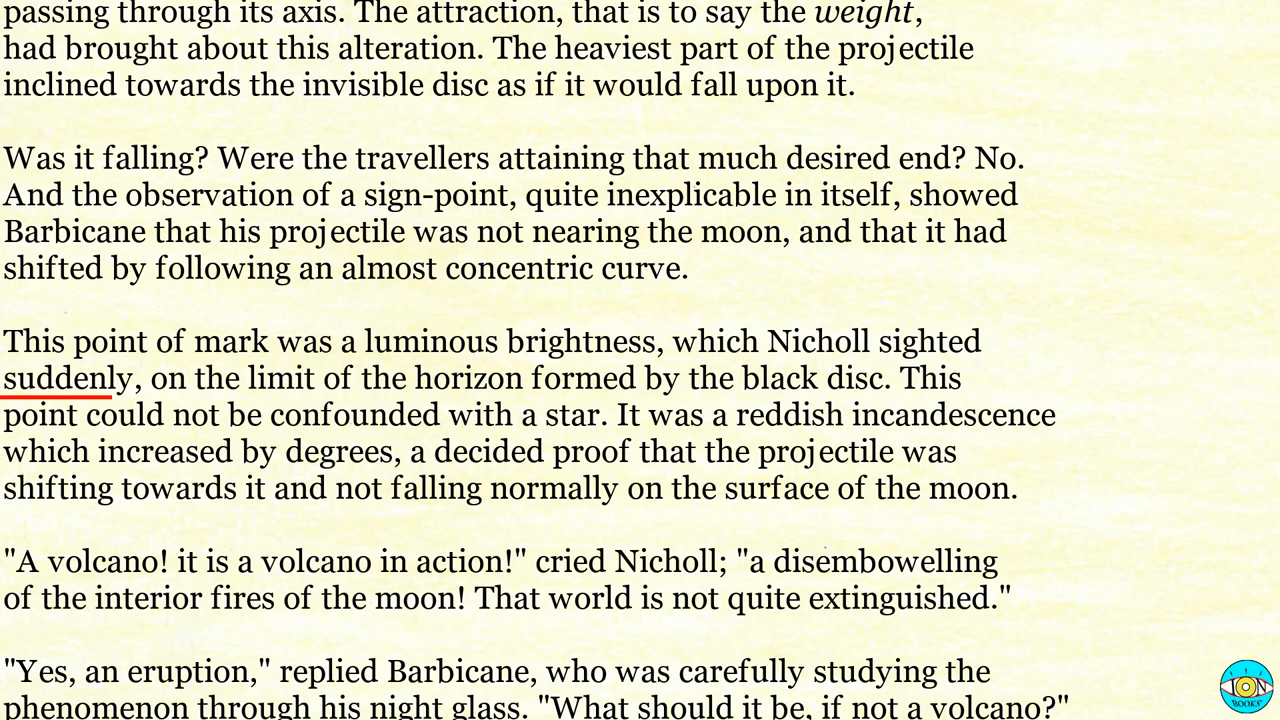 passing through its axis. The attraction, that is to say the weight,
had brought about this alteration. The heaviest part of the projectile
inclined towards the invisible disc as if it would fall upon it.
Was it falling? Were the travellers attaining that much desired end? No.
And the observation of a sign-point, quite inexplicable in itself, showed
Barbicane that his projectile was not nearing the moon, and that it had
shifted by following an almost concentric curve.
This point of mark was a luminous brightness, which Nicholl sighted
suddenly, on the limit of the horizon formed by the black disc. This
point could not be confounded with a star. It was a reddish incandescence
which increased by degrees, a decided proof that the projectile was
shifting towards it and not falling normally on the surface of the moon.
"A volcano! it is a volcano in action!" cried Nicholl; "a disembowelling
of the interior fires of the moon! That world is not quite extinguished."
"Yes, an eruption," replied Barbicane, who was carefully studying the
phenomenon through his night glass. "What should it be, if not a volcano?"
ION
BOOKS